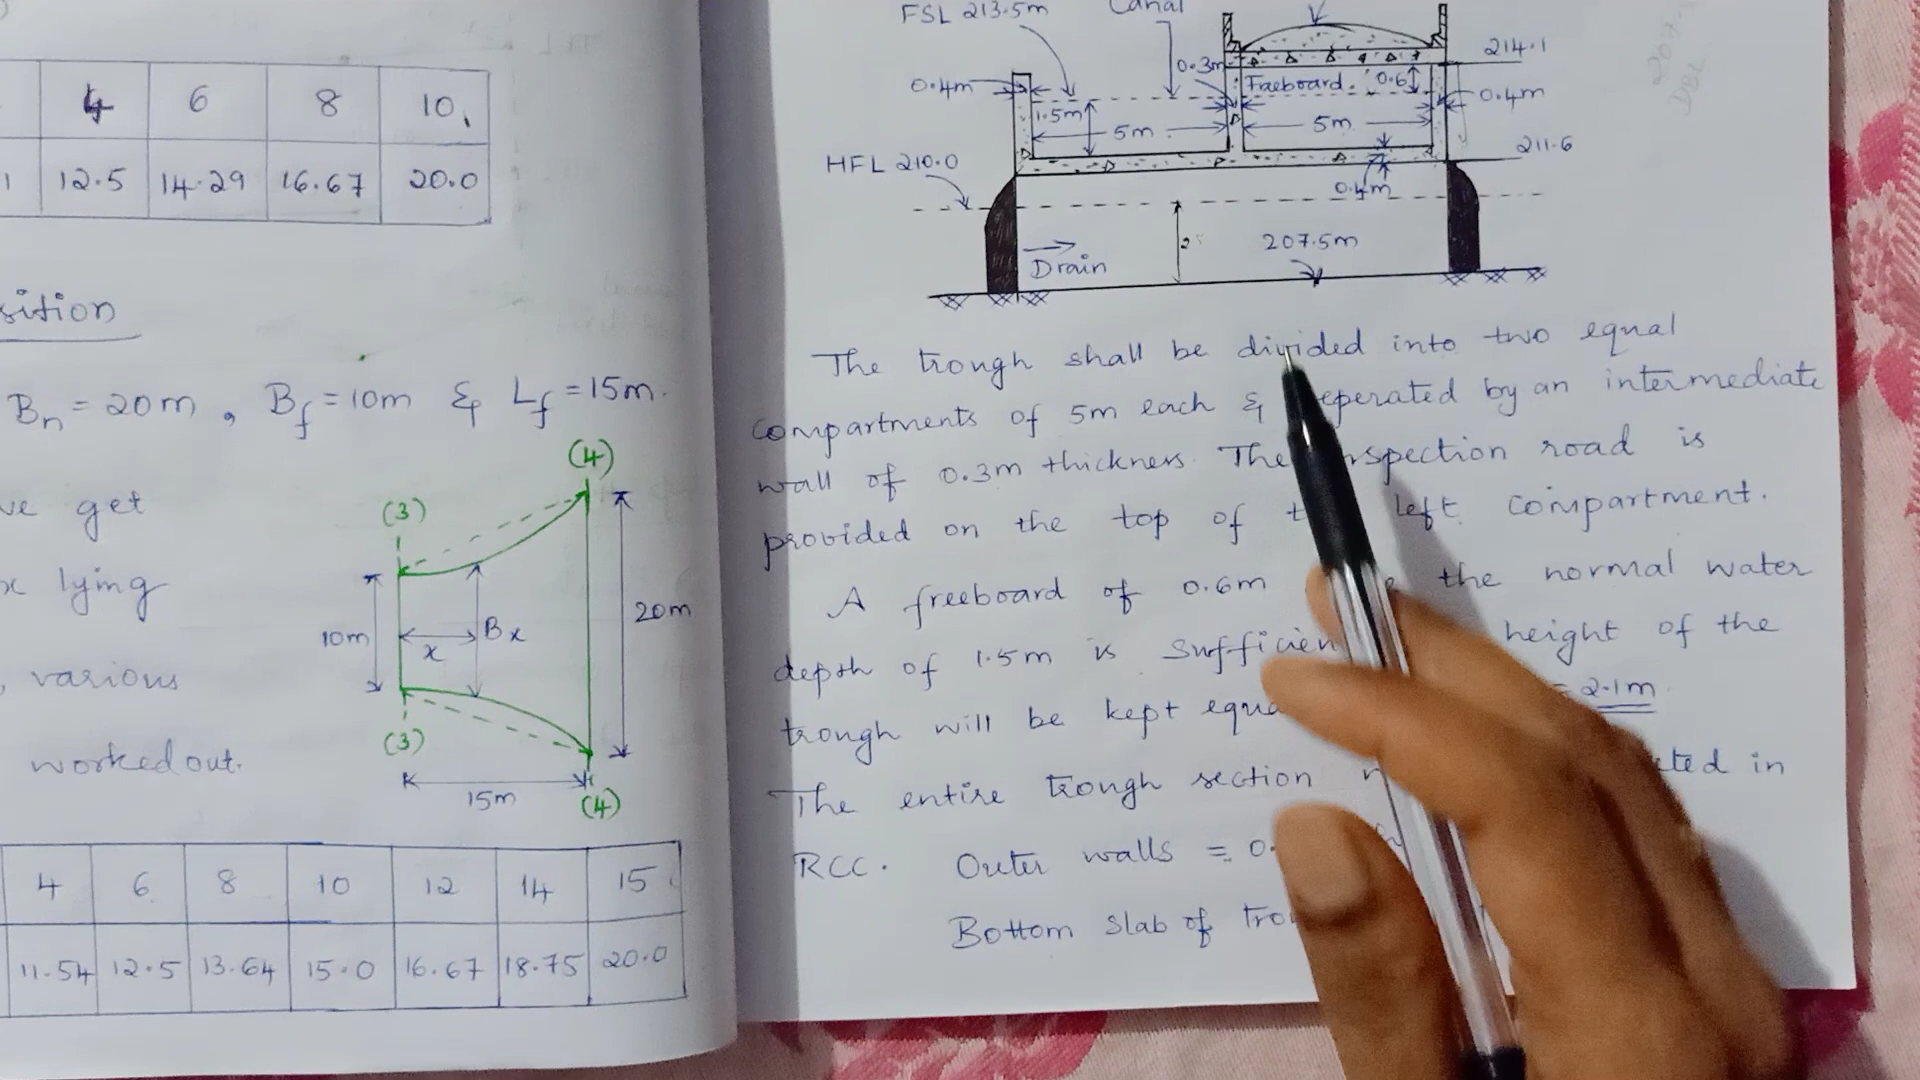 4 6 8 10
1 12.5 14.29 16.67 20.0
sition
Bn = 20m , Bf = 10m & Lf = 15m.
ve get
x lying
, various
worked out.
(3) (4)
10m x Bx 20m
(3) (4)
15m
4 6 8 10 12 14 15
11.54 12.5 13.64 15.0 16.67 18.75 20.0
FSL 213.5m Canal
214.1
0.4m 0.3m Freeboard. 0.6 0.4m
1.5m 5m 5m
HFL 210.0 211.6
0.4m
207.5m
Drain
The trough shall be divided into two equal
compartments of 5m each & seperated by an intermediate
wall of 0.3m thickness. The inspection road is
provided on the top of left compartment.
A freeboard of 0.6m the normal water
depth of 1.5m is height of the
trough will be kept = 2.1m
The entire trough section in
RCC. Outer walls =
Bottom slab of